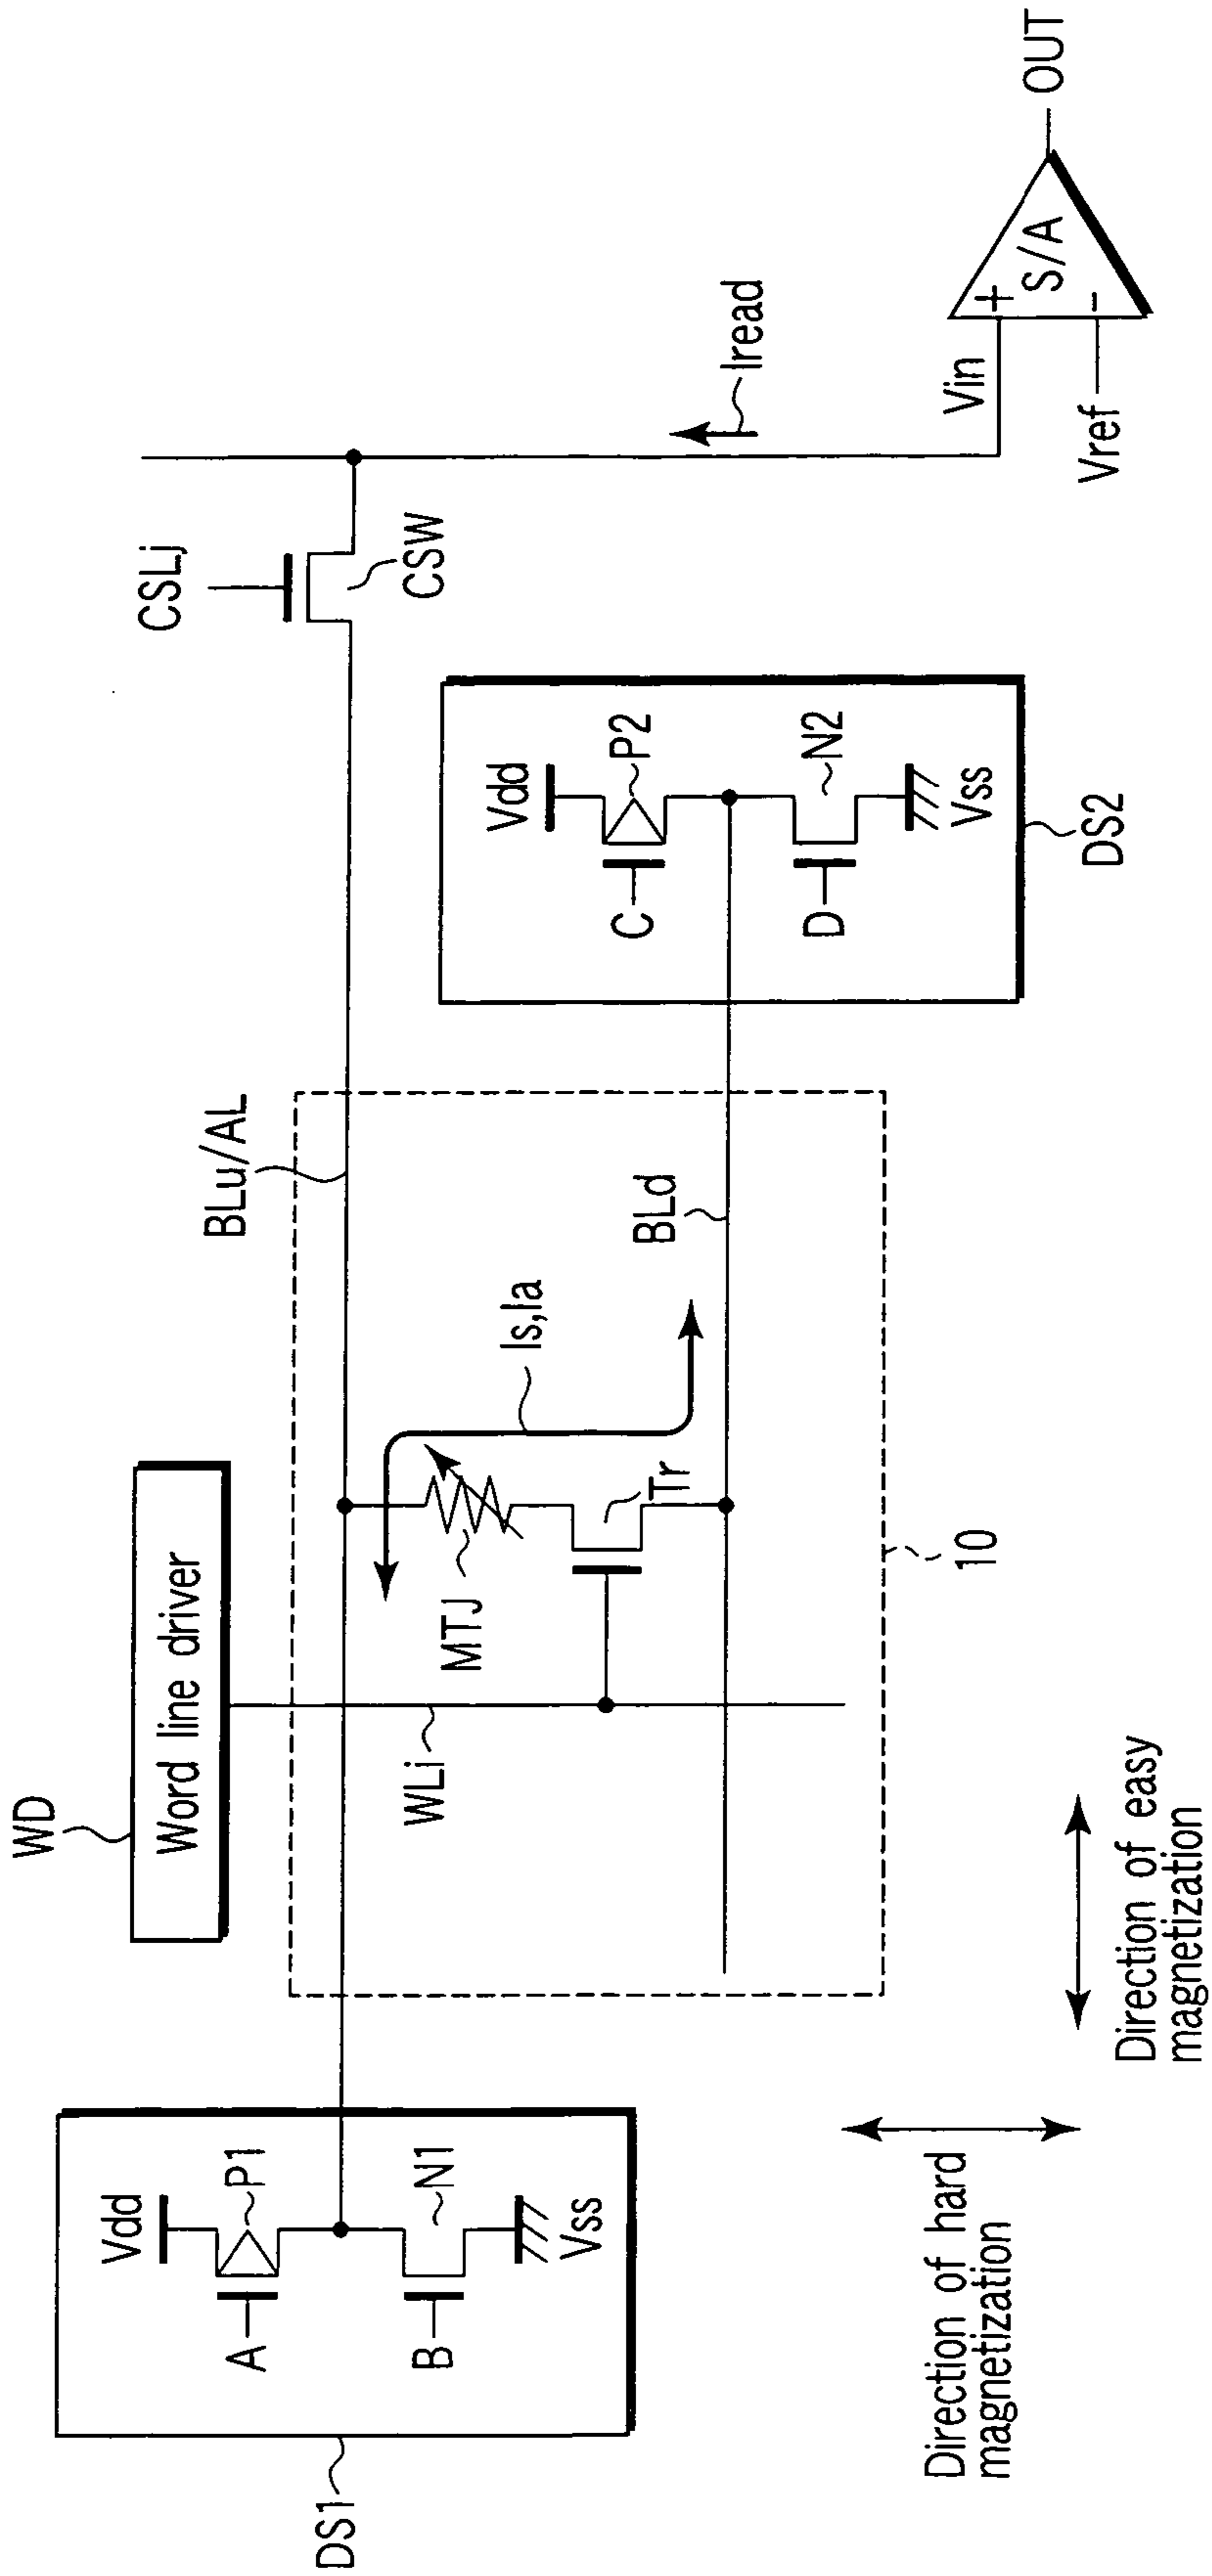 WD
Word line driver
CSLj
BLu/AL
CSW
DS1
Vdd
A
P1
B
N1
Vss
WLi
MTJ
Is,Ia
Tr
BLd
10
Vdd
C
P2
D
N2
Vss
DS2
Iread
Vin
Vref
+
-
S/A
OUT
Direction of hard
magnetization
Direction of easy
magnetization